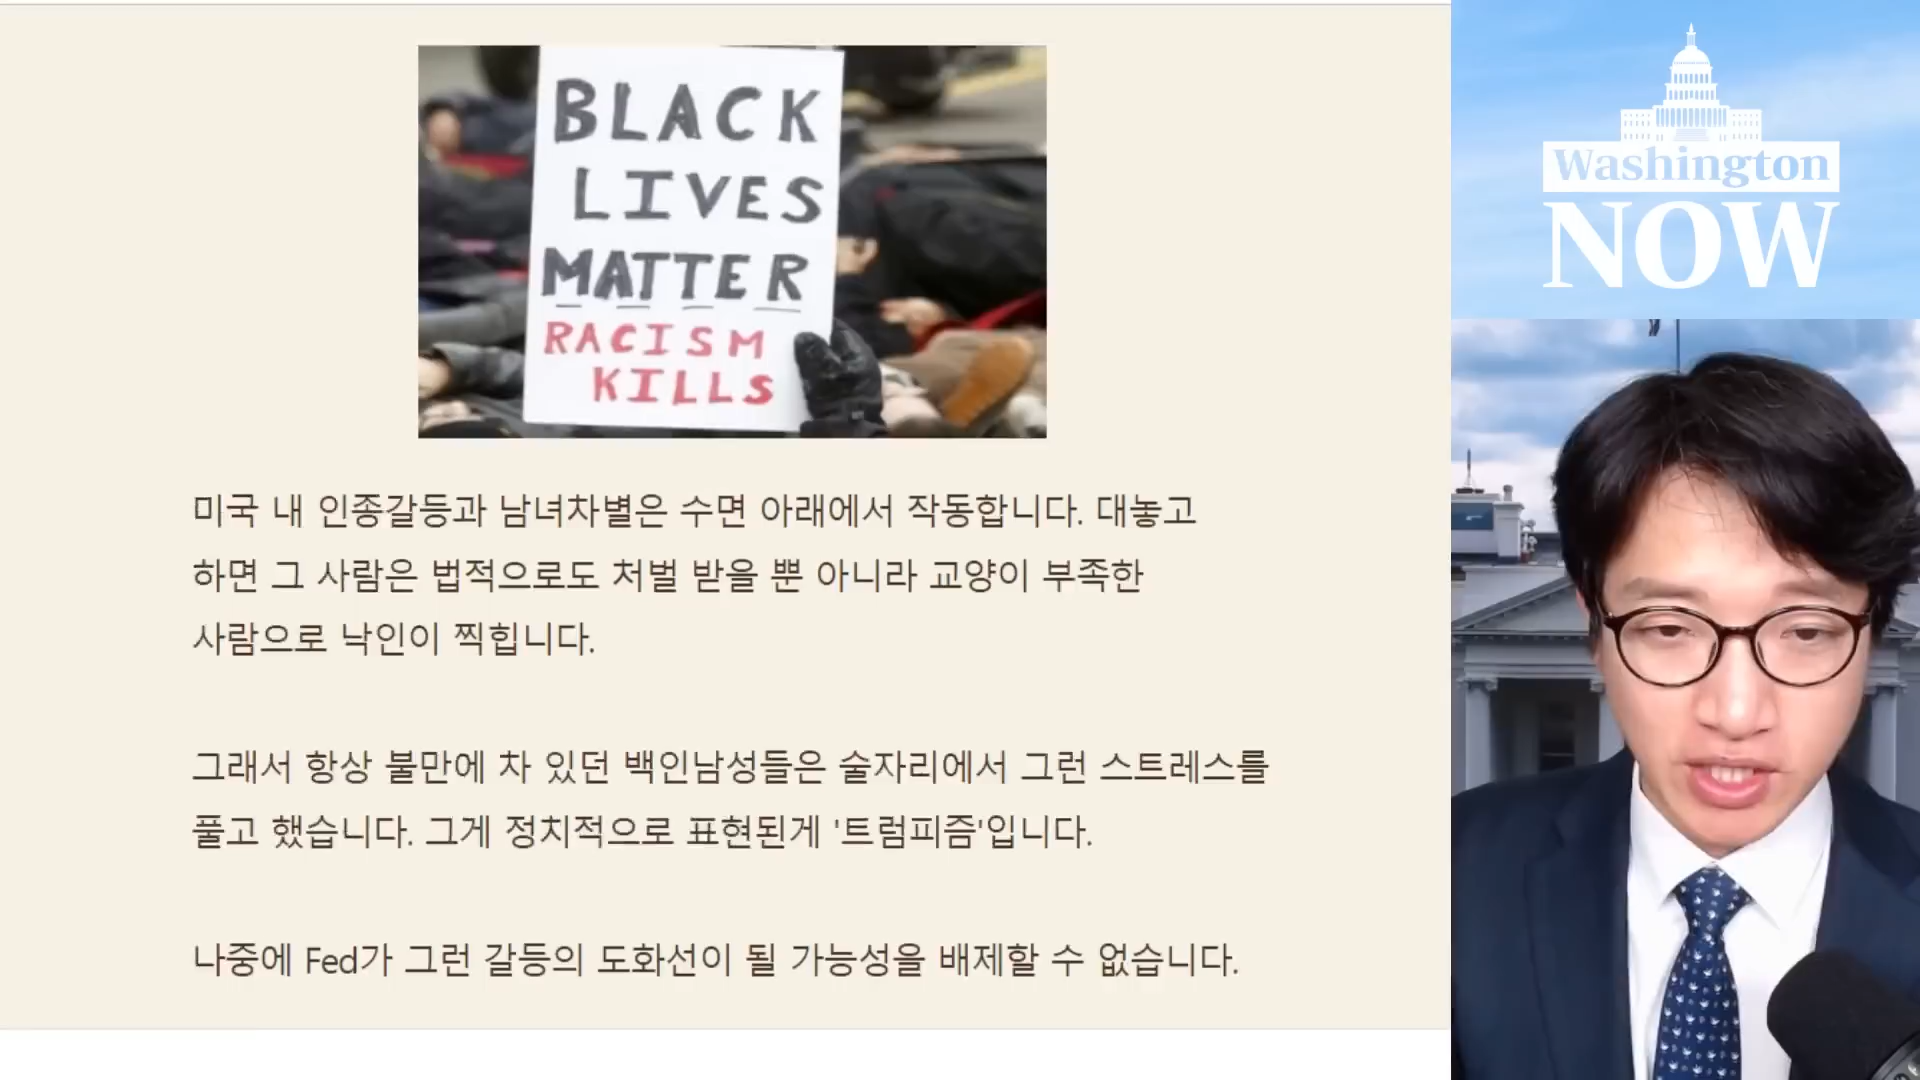 BLACK
LIVES
MATTER
RACISM
KILLS
미국 내 인종갈등과 남녀차별은 수면 아래에서 작동합니다. 대놓고
하면 그 사람은 법적으로도 처벌 받을 뿐 아니라 교양이 부족한
사람으로 낙인이 찍힙니다.
그래서 항상 불만에 차 있던 백인남성들은 술자리에서 그런 스트레스를
풀고 했습니다. 그게 정치적으로 표현된게 '트럼피즘'입니다.
나중에 Fed가 그런 갈등의 도화선이 될 가능성을 배제할 수 없습니다.
Washington
NOW